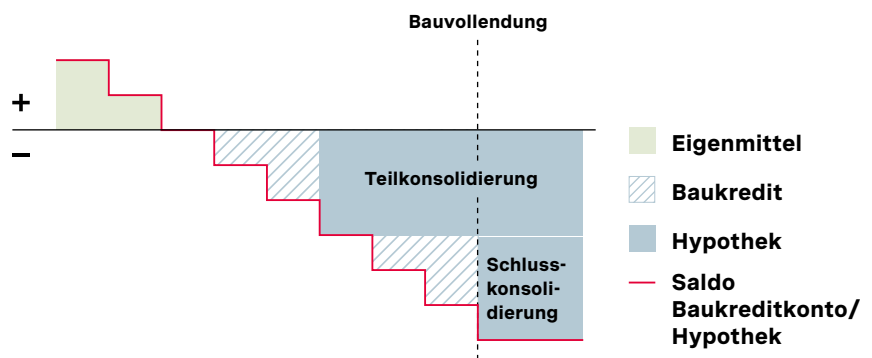 Bauvollendung
+
−
Teilkonsolidierung
Schluss-
konsoli-
dierung
Eigenmittel
Baukredit
Hypothek
Saldo
Baukreditkonto/
Hypothek